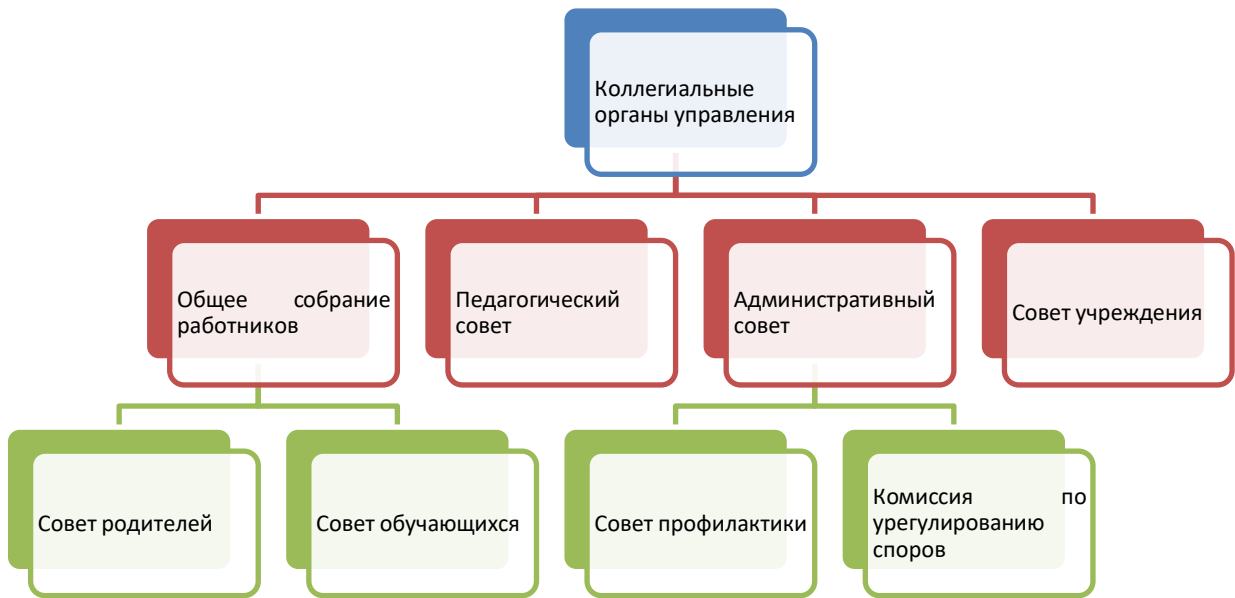 Коллегиальные
органы управления
Общее собрание
работников
Педагогический
совет
Административный
совет
Совет учреждения
Совет родителей
Совет обучающихся
Совет профилактики
Комиссия по
урегулированию
споров